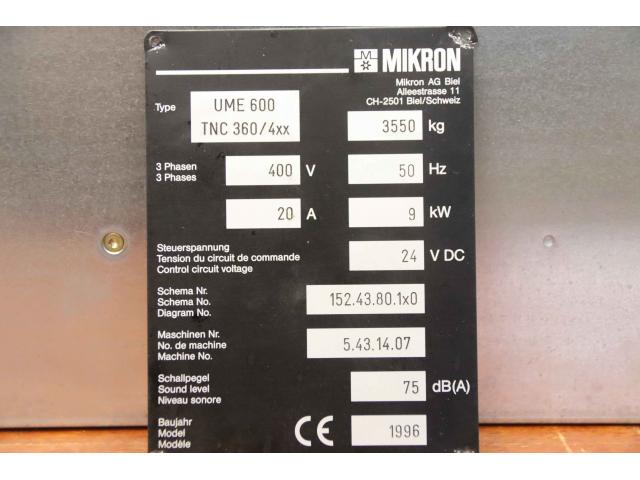 MIKRON
Mikron AG Biel
Alleestrasse 11
CH-2501 Biel/Schweiz
Type UME 600
TNC 360/4xx
3550 kg
3 Phasen
3 Phases
400 V
50 Hz
20 A
9 kW
Steuerspannung
Tension du circuit de commande
Control circuit voltage
24 V DC
Schema Nr.
Schema No.
Diagram No.
152.43.80.1x0
Maschinen Nr.
No. de machine
Machine No.
5.43.14.07
Schallpegel
Sound level
Niveau sonore
75 dB(A)
Baujahr
Model
Modèle
CE
1996